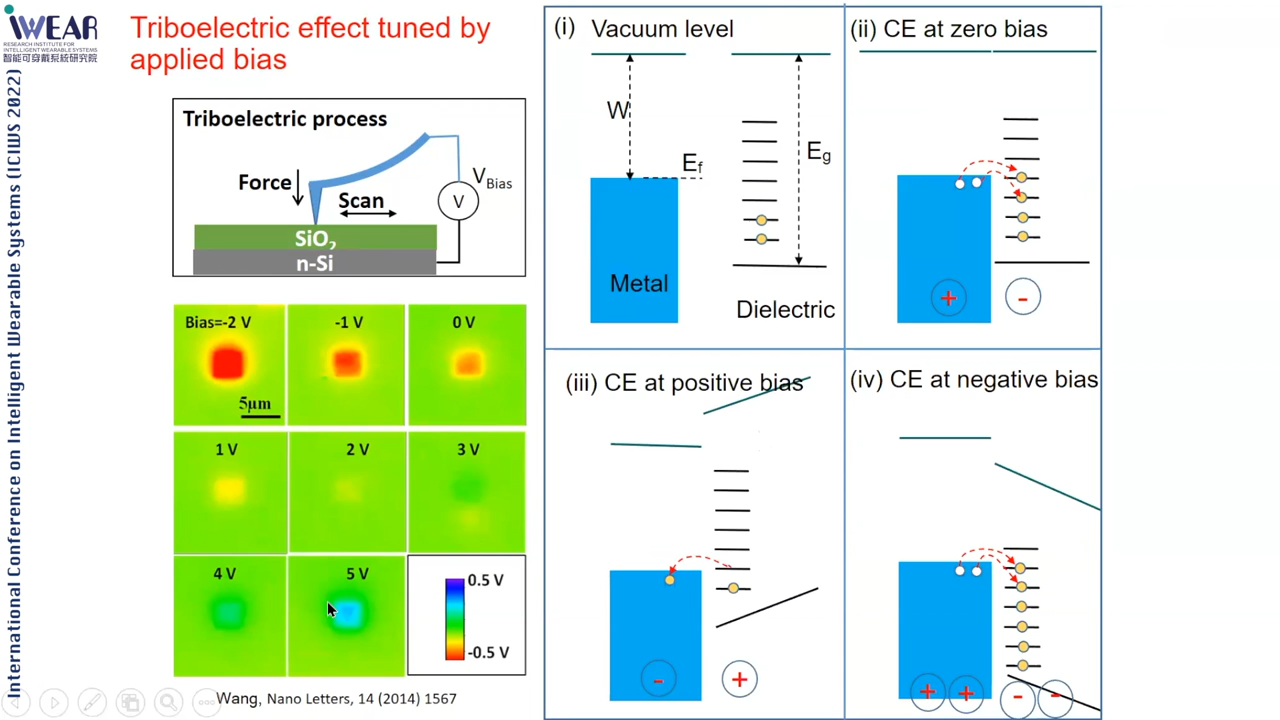 iWEAR
RESEARCH INSTITUTE FOR
INTELLIGENT WEARABLE SYSTEMS
智能可穿戴系統研究院
International Conference on Intelligent Wearable Systems (ICIWS 2022)
Triboelectric effect tuned by
applied bias
Triboelectric process
Force
Scan
V
V Bias
SiO2
n-Si
Bias=-2 V
-1 V
0 V
5μm
1 V
2 V
3 V
4 V
5 V
0.5 V
-0.5 V
Wang, Nano Letters, 14 (2014) 1567
(i) Vacuum level
W
Ef
Eg
Metal
Dielectric
(ii) CE at zero bias
+
-
(iii) CE at positive bias
-
+
(iv) CE at negative bias
+ + - -